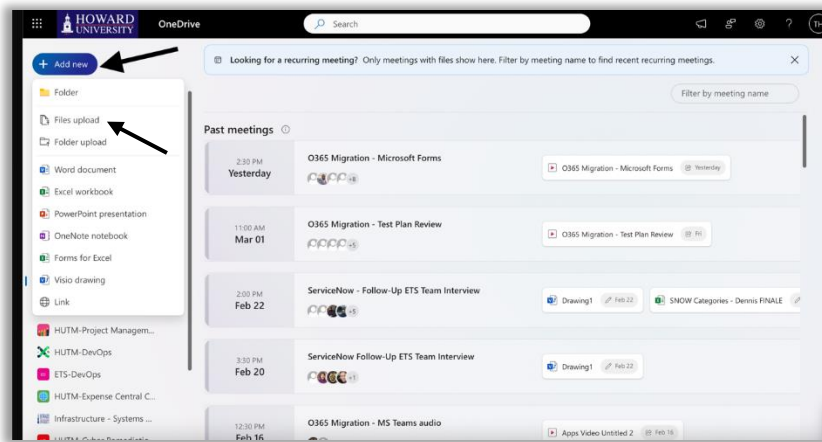 HOWARD
UNIVERSITY
OneDrive
Search
?
TH
+ Add new
Folder
Files upload
Folder upload
Word document
Excel workbook
PowerPoint presentation
OneNote notebook
Forms for Excel
Visio drawing
Link
HUTM-Project Managem...
HUTM-DevOps
ETS-DevOps
HUTM-Expense Central C...
Infrastructure - Systems ...
Looking for a recurring meeting? Only meetings with files show here. Filter by meeting name to find recent recurring meetings.
Filter by meeting name
Past meetings
2:30 PM
Yesterday
O365 Migration - Microsoft Forms
+8
O365 Migration - Microsoft Forms Yesterday
11:00 AM
Mar 01
O365 Migration - Test Plan Review
+5
O365 Migration - Test Plan Review Fri
2:00 PM
Feb 22
ServiceNow - Follow-Up ETS Team Interview
+1
Drawing1 Feb 22
SNOW Categories - Dennis FINALE
3:30 PM
Feb 20
ServiceNow Follow-Up ETS Team Interview
+1
Drawing1 Feb 22
12:30 PM
Feb 16
O365 Migration - MS Teams audio
Apps Video Untitled 2 Feb 16